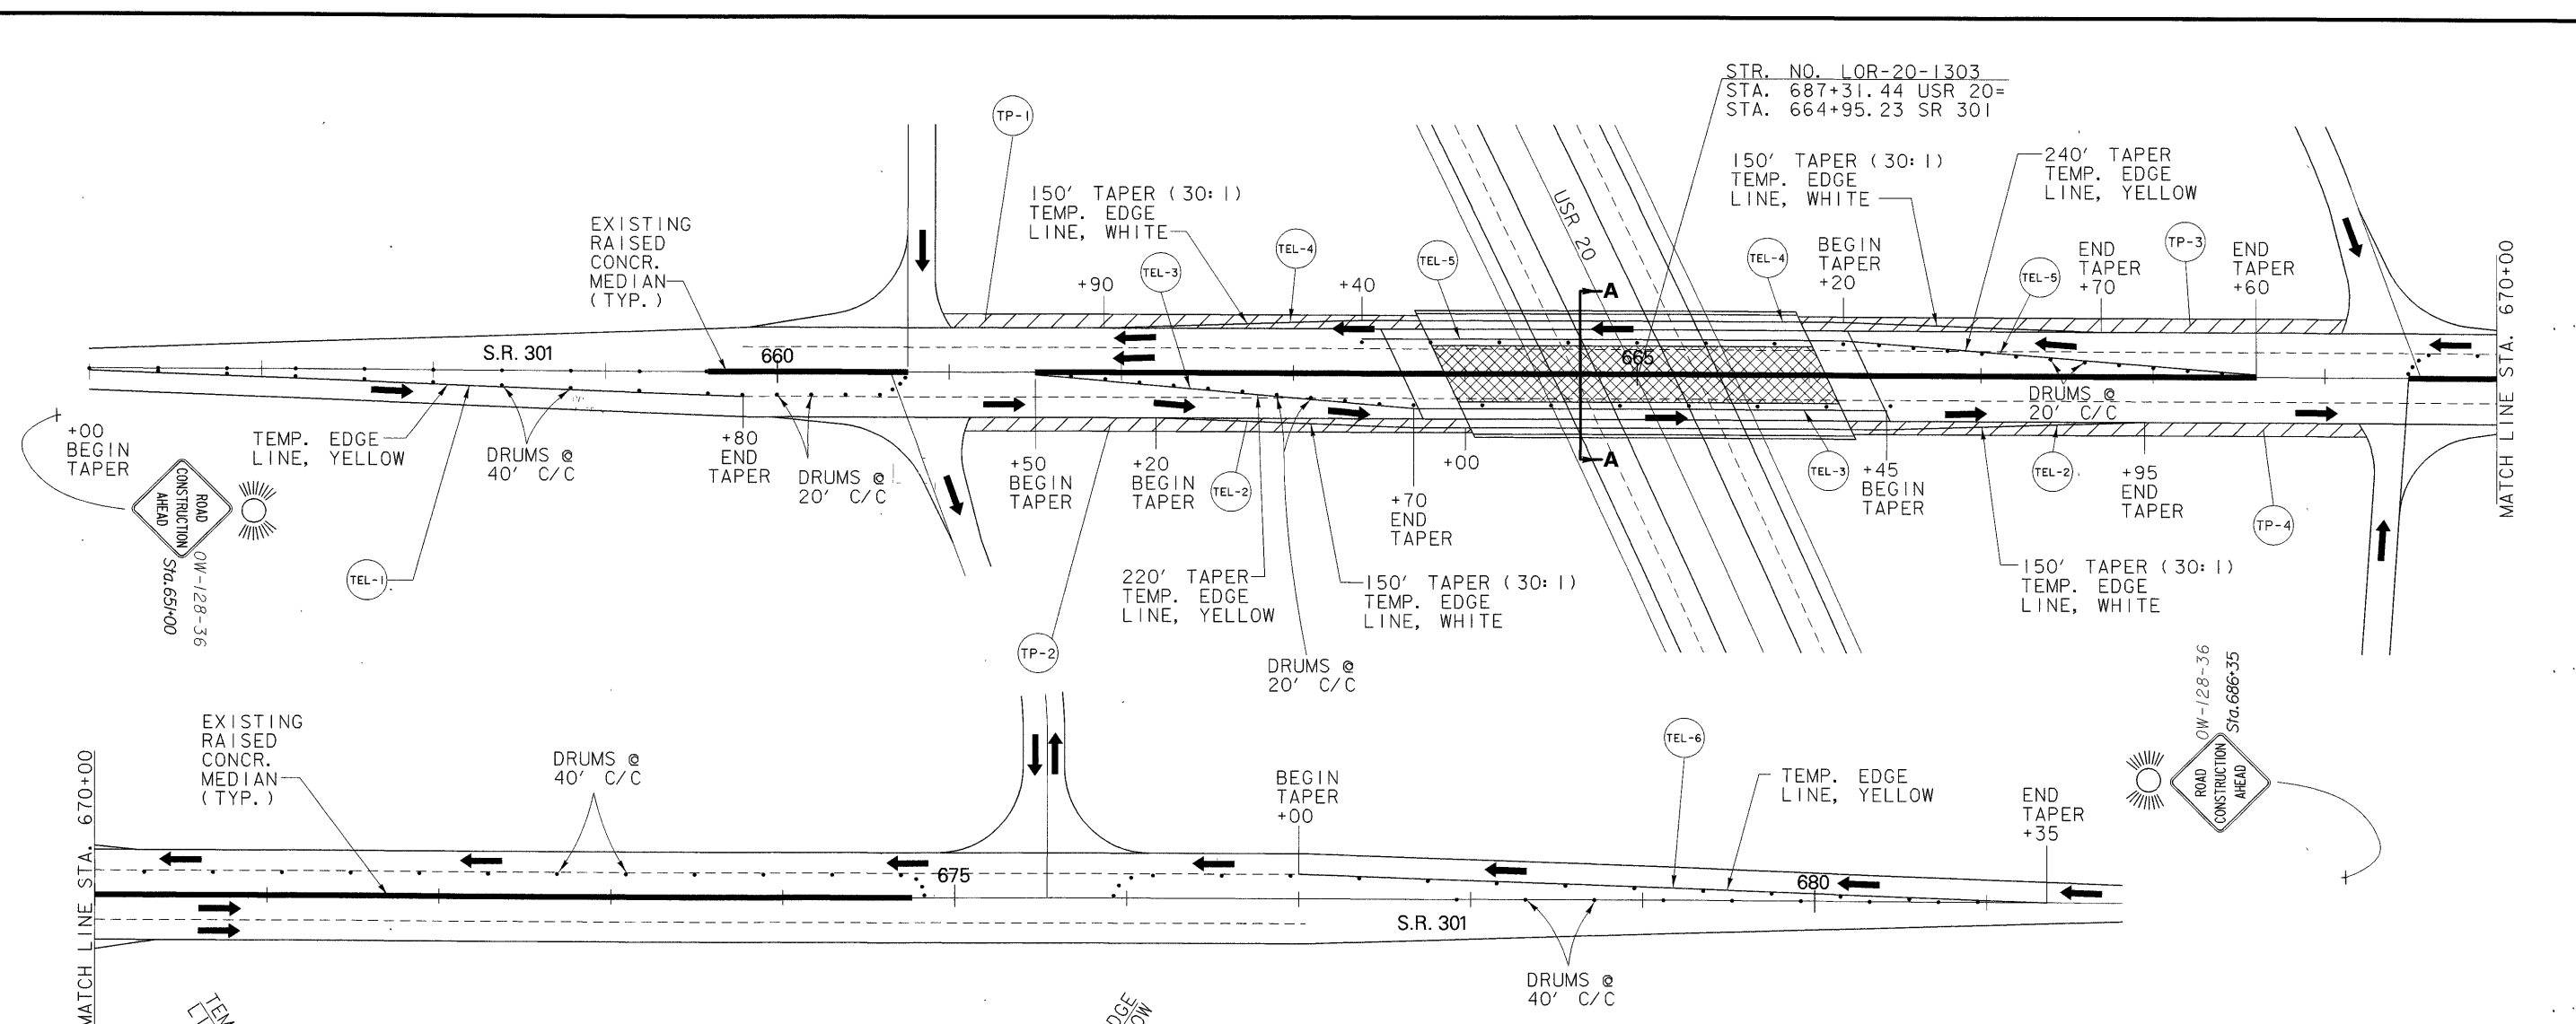 STR. NO. LOR-20-1303
STA. 687+31.44 USR 20=
STA. 664+95.23 SR 301
TP-1
150' TAPER (30:1)
TEMP. EDGE
LINE, WHITE
EXISTING
RAISED
CONCR.
MEDIAN
(TYP.)
TEL-4
TEL-3
+90
+40
TEL-5
USR 20
A
TEL-4
150' TAPER (30:1)
TEMP. EDGE
LINE, WHITE
BEGIN
TAPER
+20
240' TAPER
TEMP. EDGE
LINE, YELLOW
TEL-5
END
TAPER
+70
TP-3
END
TAPER
+60
MATCH LINE STA. 670+00
S.R. 301
660
665
+00
BEGIN
TAPER
TEMP. EDGE
LINE, YELLOW
DRUMS @
40' C/C
+80
END
TAPER
DRUMS @
20' C/C
+50
BEGIN
TAPER
+20
BEGIN
TAPER
TEL-2
+70
END
TAPER
+00
A
TEL-3
+45
BEGIN
TAPER
DRUMS @
20' C/C
TEL-2
+95
END
TAPER
TP-4
ROAD
CONSTRUCTION
AHEAD
OW-128-36
Sta.651+00
TEL-1
220' TAPER
TEMP. EDGE
LINE, YELLOW
150' TAPER (30:1)
TEMP. EDGE
LINE, WHITE
150' TAPER (30:1)
TEMP. EDGE
LINE, WHITE
TP-2
DRUMS @
20' C/C
OW-128-36
Sta.686+35
ROAD
CONSTRUCTION
AHEAD
MATCH LINE STA. 670+00
EXISTING
RAISED
CONCR.
MEDIAN
(TYP.)
DRUMS @
40' C/C
675
BEGIN
TAPER
+00
TEL-6
TEMP. EDGE
LINE, YELLOW
680
END
TAPER
+35
S.R. 301
DRUMS @
40' C/C